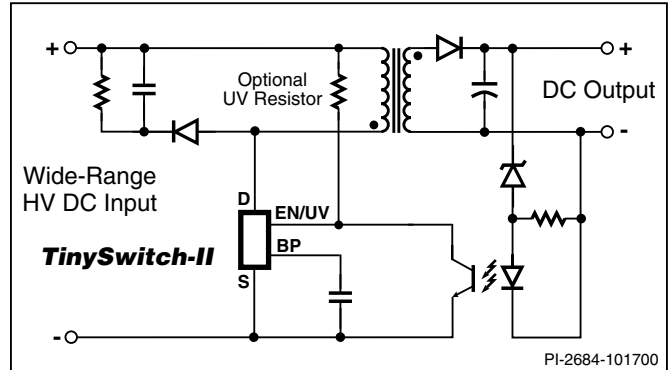 +
+
Optional
UV Resistor
DC Output
-
Wide-Range
HV DC Input
D
EN/UV
BP
TinySwitch-II
S
-
PI-2684-101700